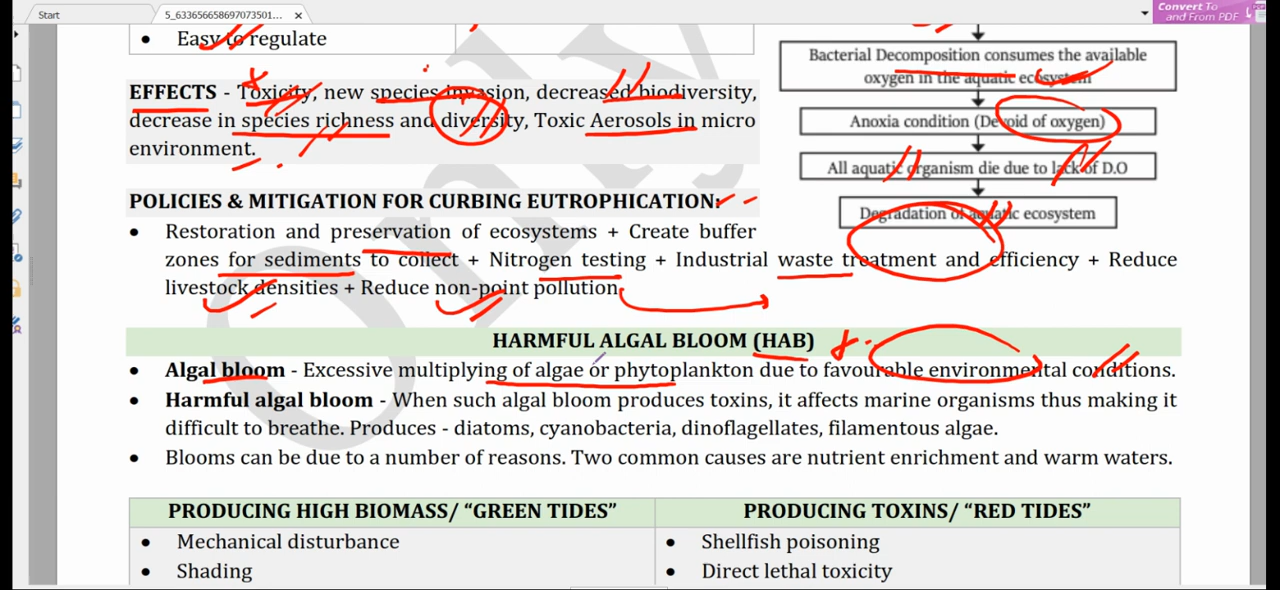 Start
5_633656658697073501...
Convert To
and From PDF
• Easy to regulate
EFFECTS - Toxicity, new species invasion, decreased biodiversity,
decrease in species richness and diversity, Toxic Aerosols in micro
environment.
Bacterial Decomposition consumes the available
oxygen in the aquatic ecosystem
Anoxia condition (Devoid of oxygen)
All aquatic organism die due to lack of D.O
Degradation of aquatic ecosystem
POLICIES & MITIGATION FOR CURBING EUTROPHICATION:
• Restoration and preservation of ecosystems + Create buffer
zones for sediments to collect + Nitrogen testing + Industrial waste treatment and efficiency + Reduce
livestock densities + Reduce non-point pollution.
HARMFUL ALGAL BLOOM (HAB)
• Algal bloom - Excessive multiplying of algae or phytoplankton due to favourable environmental conditions.
• Harmful algal bloom - When such algal bloom produces toxins, it affects marine organisms thus making it
difficult to breathe. Produces - diatoms, cyanobacteria, dinoflagellates, filamentous algae.
• Blooms can be due to a number of reasons. Two common causes are nutrient enrichment and warm waters.
PRODUCING HIGH BIOMASS/ “GREEN TIDES”
• Mechanical disturbance
• Shading
PRODUCING TOXINS/ “RED TIDES”
• Shellfish poisoning
• Direct lethal toxicity
Only